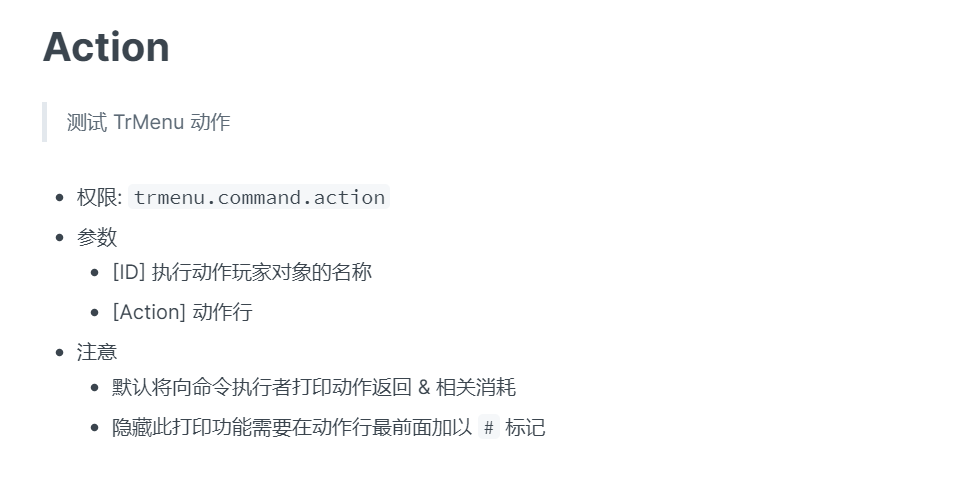 Action
测试 TrMenu 动作
权限: trmenu.command.action
参数
[ID] 执行动作玩家对象的名称
[Action] 动作行
注意
默认将向命令执行者打印动作返回 & 相关消耗
隐藏此打印功能需要在动作行最前面加以 # 标记